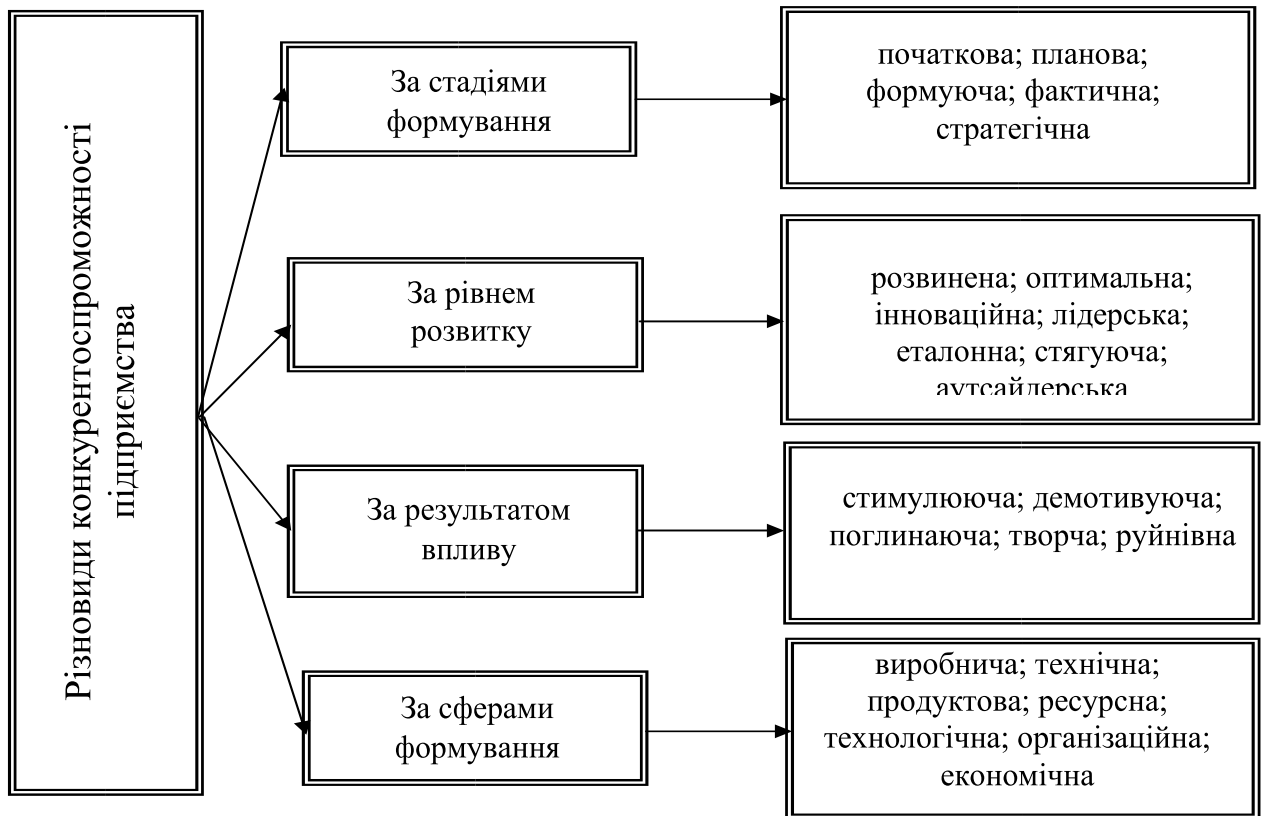 Різновиди конкурентоспроможності
підприємства
За стадіями
формування
початкова; планова;
формуюча; фактична;
стратегічна
За рівнем
розвитку
розвинена; оптимальна;
інноваційна; лідерська;
еталонна; стягуюча;
аутсайдерська
За результатом
впливу
стимулююча; демотивуюча;
поглинаюча; творча; руйнівна
За сферами
формування
виробнича; технічна;
продуктова; ресурсна;
технологічна; організаційна;
економічна